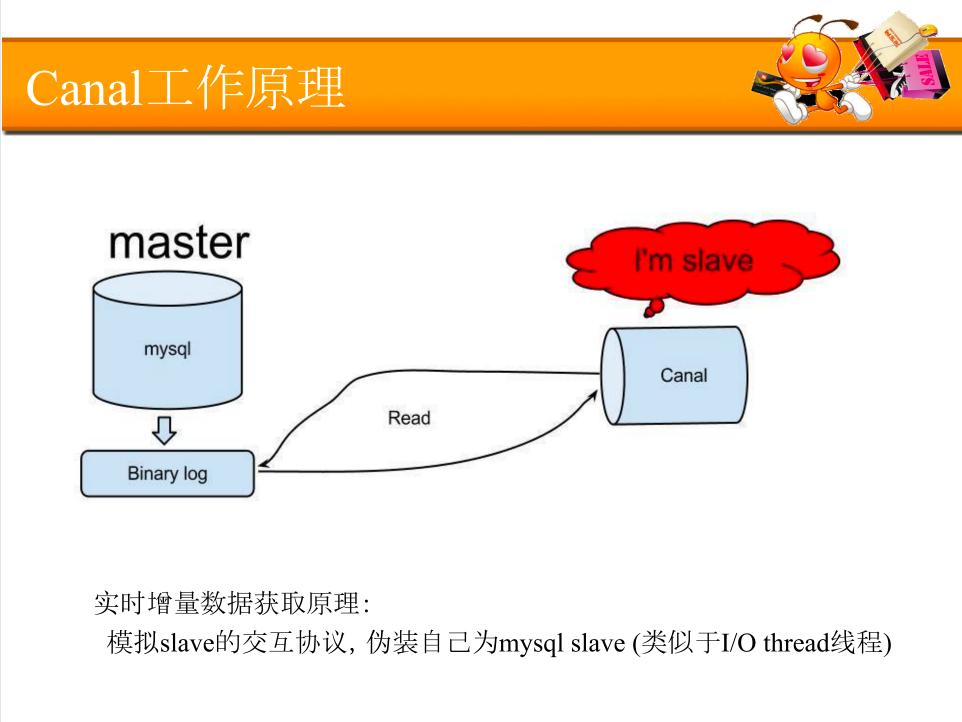 Canal工作原理
SALE
master
I'm slave
mysql
Canal
Read
Binary log
实时增量数据获取原理:
模拟slave的交互协议, 伪装自己为mysql slave (类似于I/O thread线程)